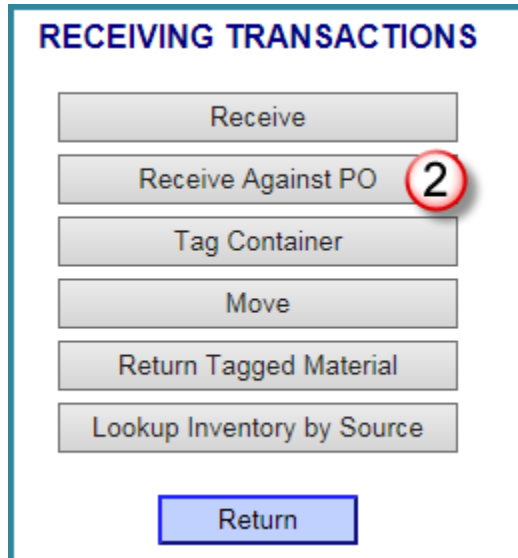 RECEIVING TRANSACTIONS
Receive
Receive Against PO 2
Tag Container
Move
Return Tagged Material
Lookup Inventory by Source
Return